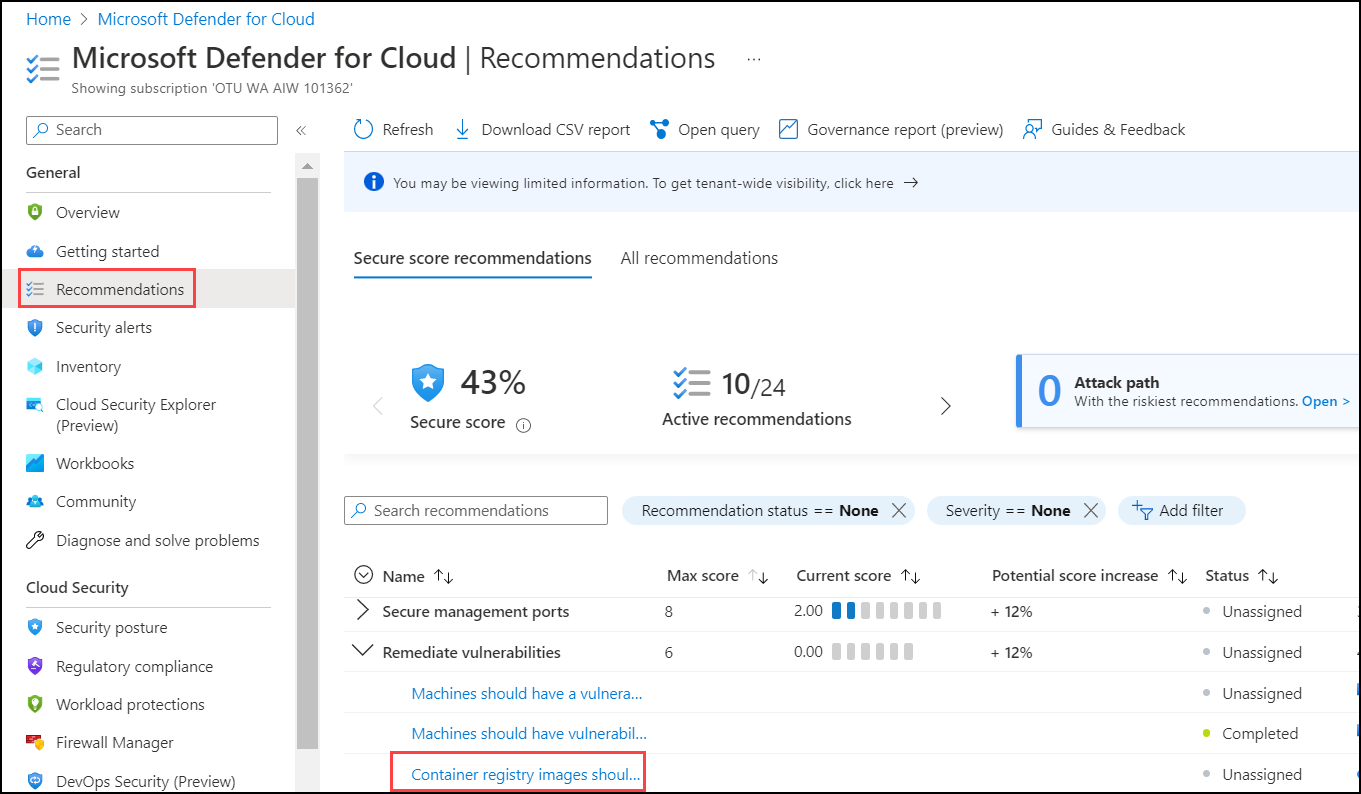 Home > Microsoft Defender for Cloud
Microsoft Defender for Cloud | Recommendations ...
Showing subscription 'OTU WA AIW 101362'
Search
«
Refresh
Download CSV report
Open query
Governance report (preview)
Guides & Feedback
General
Overview
Getting started
Recommendations
Security alerts
Inventory
Cloud Security Explorer
(Preview)
Workbooks
Community
Diagnose and solve problems
Cloud Security
Security posture
Regulatory compliance
Workload protections
Firewall Manager
DevOps Security (Preview)
You may be viewing limited information. To get tenant-wide visibility, click here →
Secure score recommendations
All recommendations
43%
Secure score
10/24
Active recommendations
0
Attack path
With the riskiest recommendations. Open >
Search recommendations
Recommendation status == None
Severity == None
Add filter
Name ↑↓ Max score ↑↓ Current score ↑↓ Potential score increase ↑↓ Status ↑↓
Secure management ports 8 2.00 + 12% Unassigned
Remediate vulnerabilities 6 0.00 + 12% Unassigned
Machines should have a vulnera... Unassigned
Machines should have vulnerabil... Completed
Container registry images shoul... Unassigned